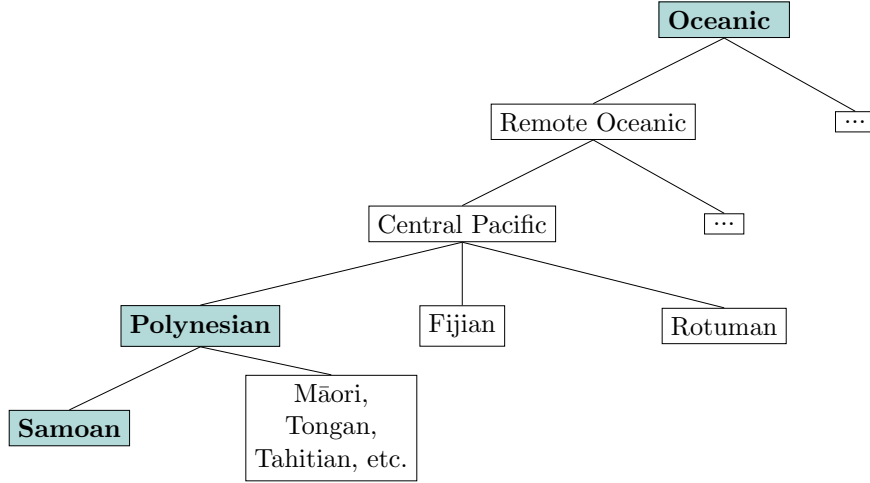 Oceanic
Remote Oceanic
...
Central Pacific
...
Polynesian
Fijian
Rotuman
Samoan
Māori,
Tongan,
Tahitian, etc.